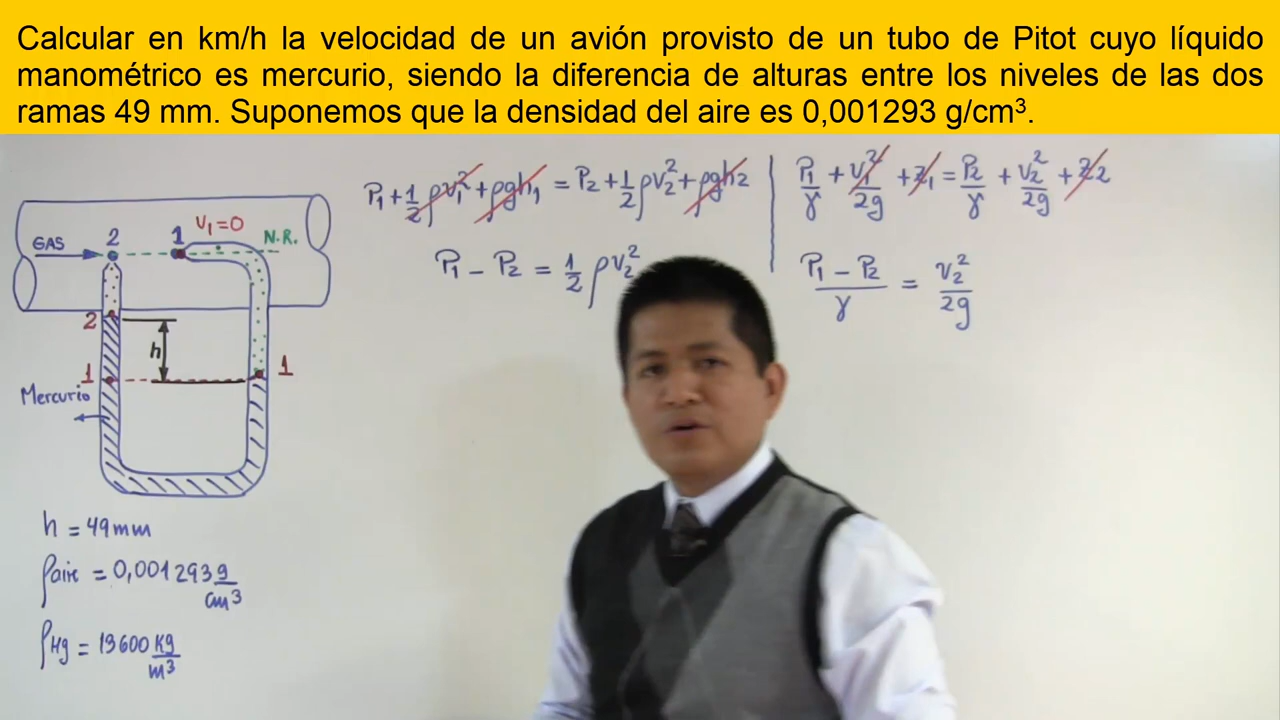 Calcular en km/h la velocidad de un avión provisto de un tubo de Pitot cuyo líquido
manométrico es mercurio, siendo la diferencia de alturas entre los niveles de las dos
ramas 49 mm. Suponemos que la densidad del aire es 0,001293 g/cm³.
P₁ + 1/2 ρv₁² + ρgh₁ = P₂ + 1/2 ρv₂² + ρgh₂
P₁ - P₂ = 1/2 ρv₂²
P₁/γ + v₁²/2g + z₁ = P₂/γ + v₂²/2g + z₂
(P₁ - P₂)/γ = v₂²/2g
GAS
2
1
V₁=0
N.R.
2
h
1
1
Mercurio
h = 49mm
ρaire = 0,001293 g/cm³
ρHg = 13600 kg/m³